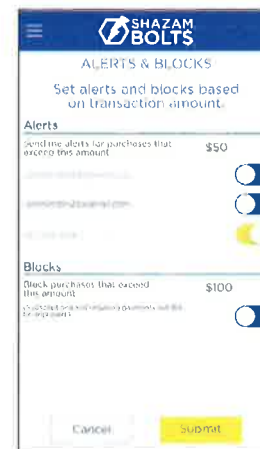 SHAZAM
BOLTS
ALERTS & BLOCKS
Set alerts and blocks based
on transaction amount.
Alerts
Send me alerts for purchases that
exceed this amount
$50
Blocks
Block purchases that exceed
this amount
$100
Cancel
Submit